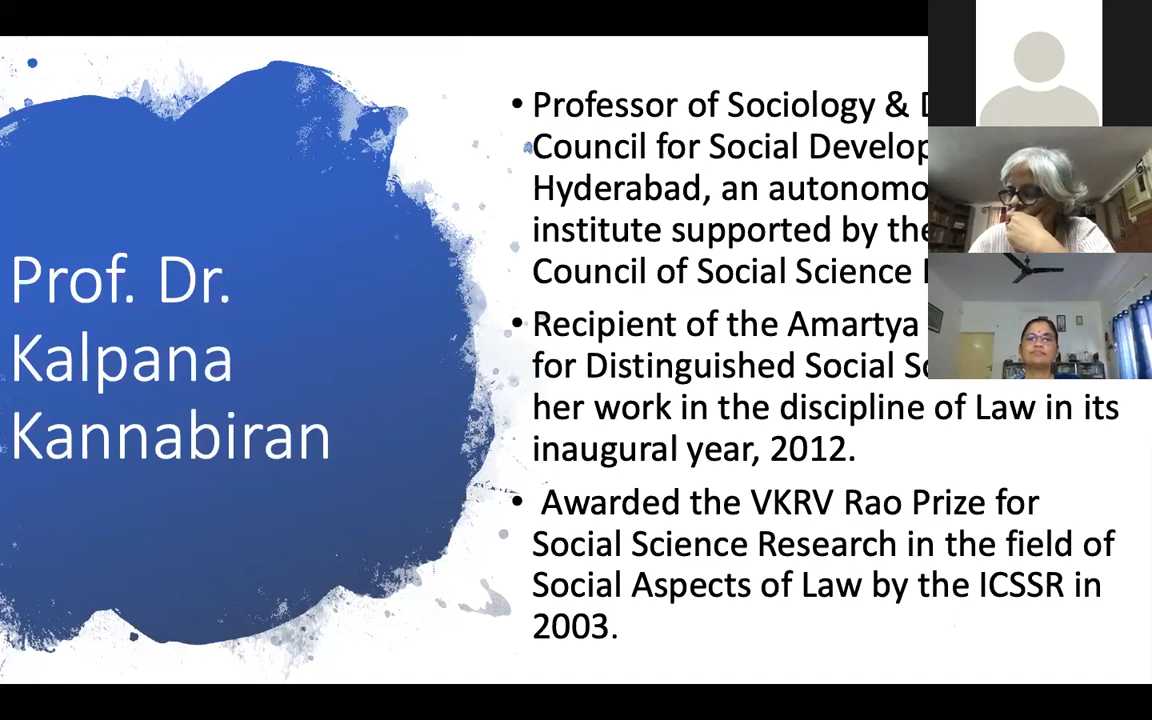 Prof. Dr.
Kalpana
Kannabiran
• Professor of Sociology &
Council for Social
Hyderabad, an
institute supported by
Council of Social Science
• Recipient of the Amartya
for Distinguished Social
her work in the discipline of Law in its
inaugural year, 2012.
• Awarded the VKRV Rao Prize for
Social Science Research in the field of
Social Aspects of Law by the ICSSR in
2003.